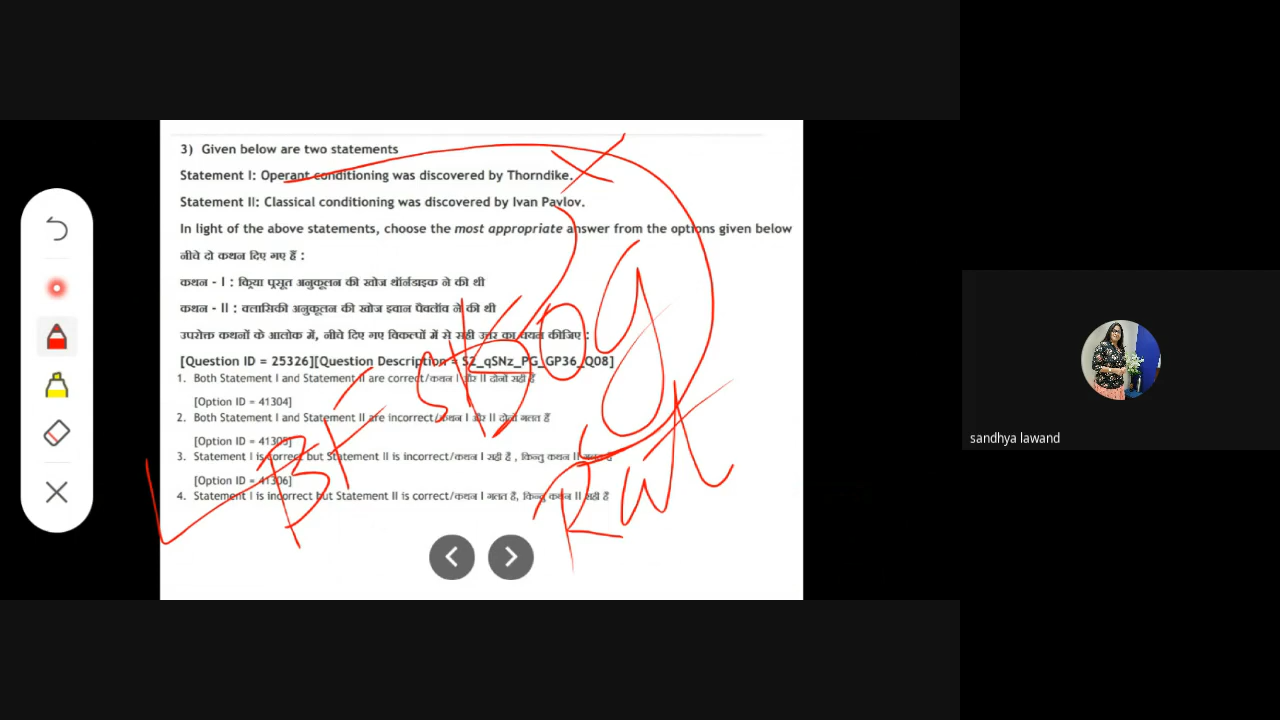 3) Given below are two statements
Statement I: Operant conditioning was discovered by Thorndike.
Statement II: Classical conditioning was discovered by Ivan Pavlov.
In light of the above statements, choose the most appropriate answer from the options given below
नीचे दो कथन दिए गए हैं :
कथन - I : क्रिया प्रसूत अनुकूलन की खोज थॉर्नडाइक ने की थी
कथन - II : क्लासिकी अनुकूलन की खोज इवान पैवलॉव ने की थी
उपरोक्त कथनों के आलोक में, नीचे दिए गए विकल्पों में से सही उत्तर का चयन कीजिए :
[Question ID = 25326][Question Description = S2_qSNz_PG_GP36_Q08]
1. Both Statement I and Statement II are correct/कथन I और II दोनों सही हैं
[Option ID = 41304]
2. Both Statement I and Statement II are incorrect/कथन I और II दोनों गलत हैं
[Option ID = 41305]
3. Statement I is correct but Statement II is incorrect/कथन I सही है , किन्तु कथन II गलत है
[Option ID = 41306]
4. Statement I is incorrect but Statement II is correct/कथन I गलत है, किन्तु कथन II सही है
BF
Dog
Rat
sandhya lawand